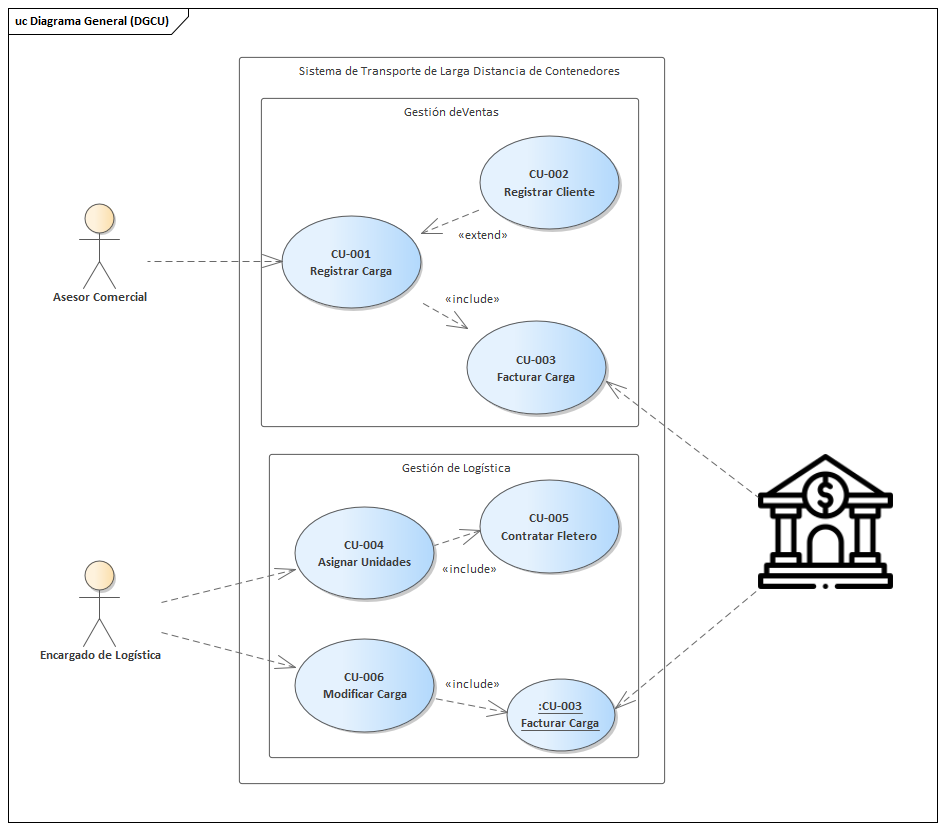 uc Diagrama General (DGCU)
Sistema de Transporte de Larga Distancia de Contenedores
Gestión deVentas
CU-002
Registrar Cliente
«extend»
CU-001
Registrar Carga
Asesor Comercial
«include»
CU-003
Facturar Carga
Gestión de Logística
CU-005
Contratar Fletero
CU-004
Asignar Unidades
«include»
$
Encargado de Logística
CU-006
Modificar Carga
«include»
:CU-003
Facturar Carga